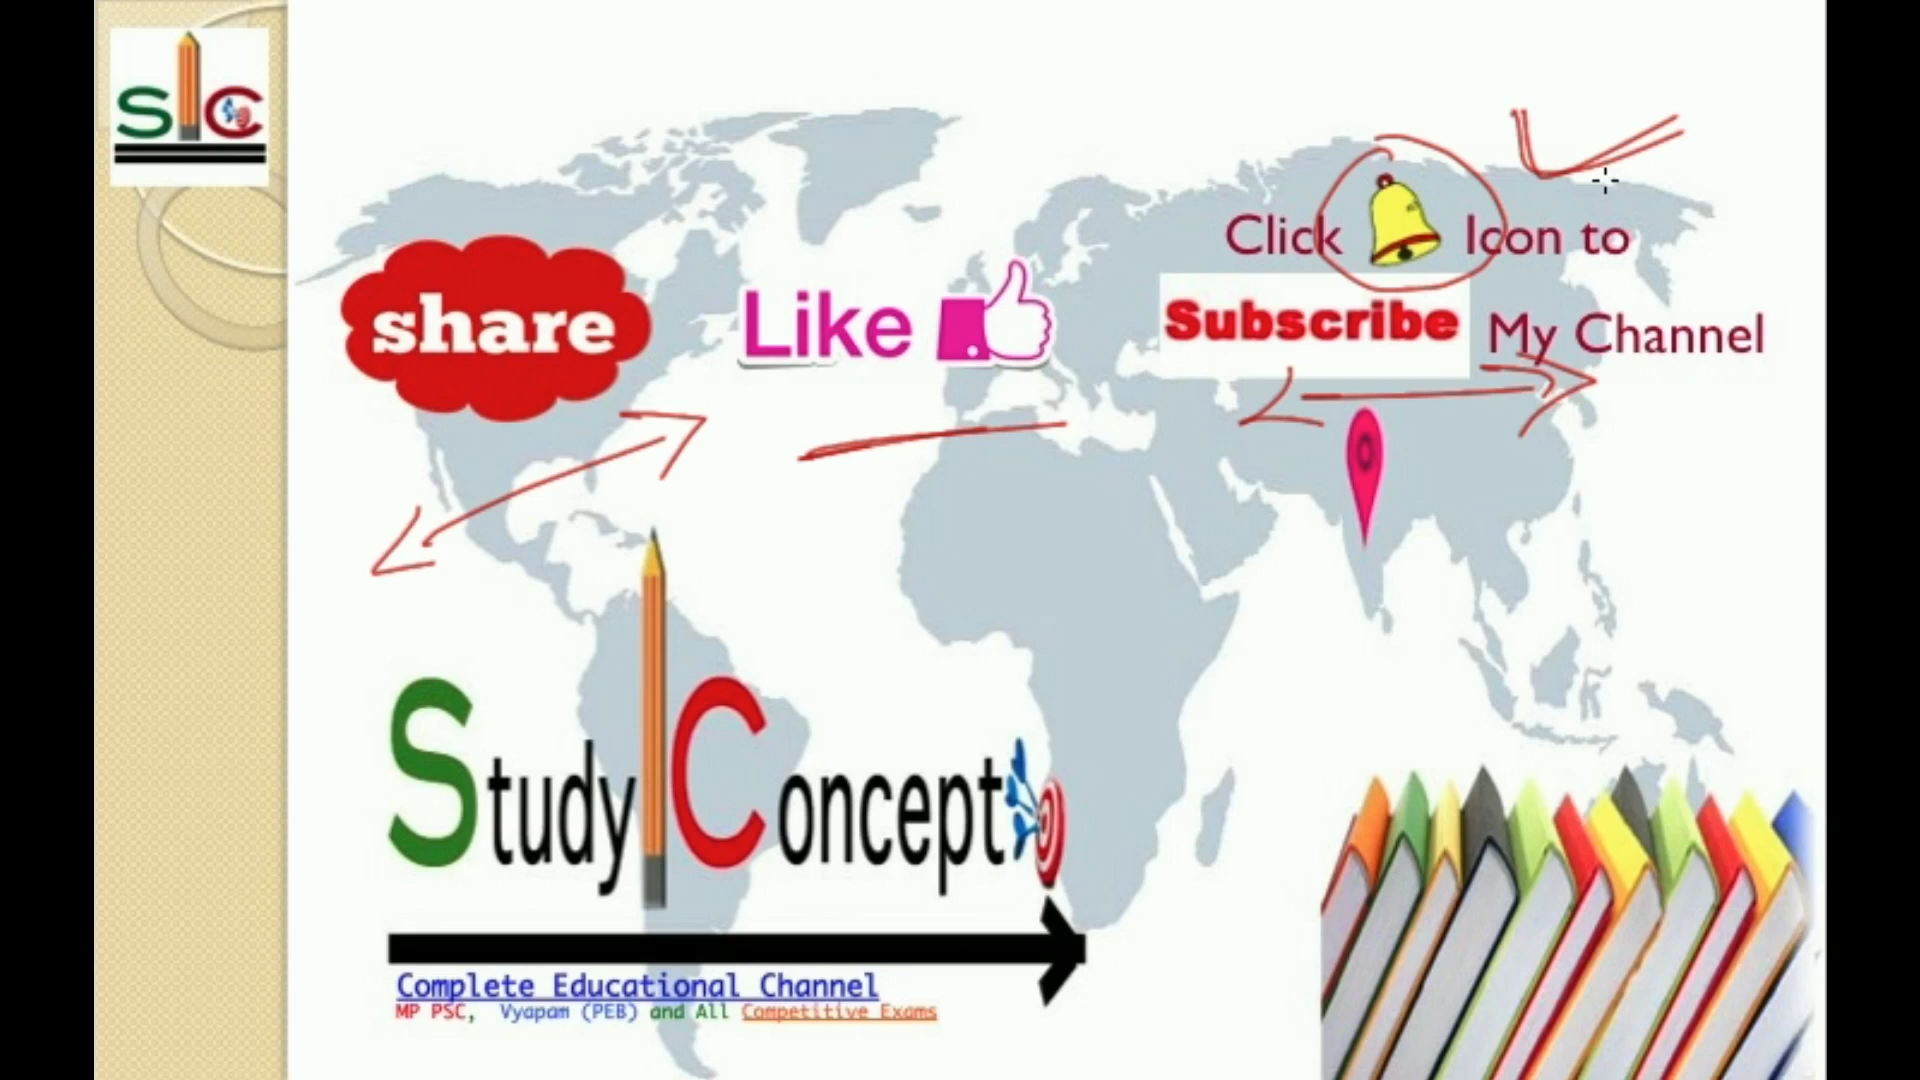 SC
Click Icon to
share
Like
Subscribe My Channel
Study Concept
Complete Educational Channel
MP PSC, Vyapam (PEB) and All Competitive Exams